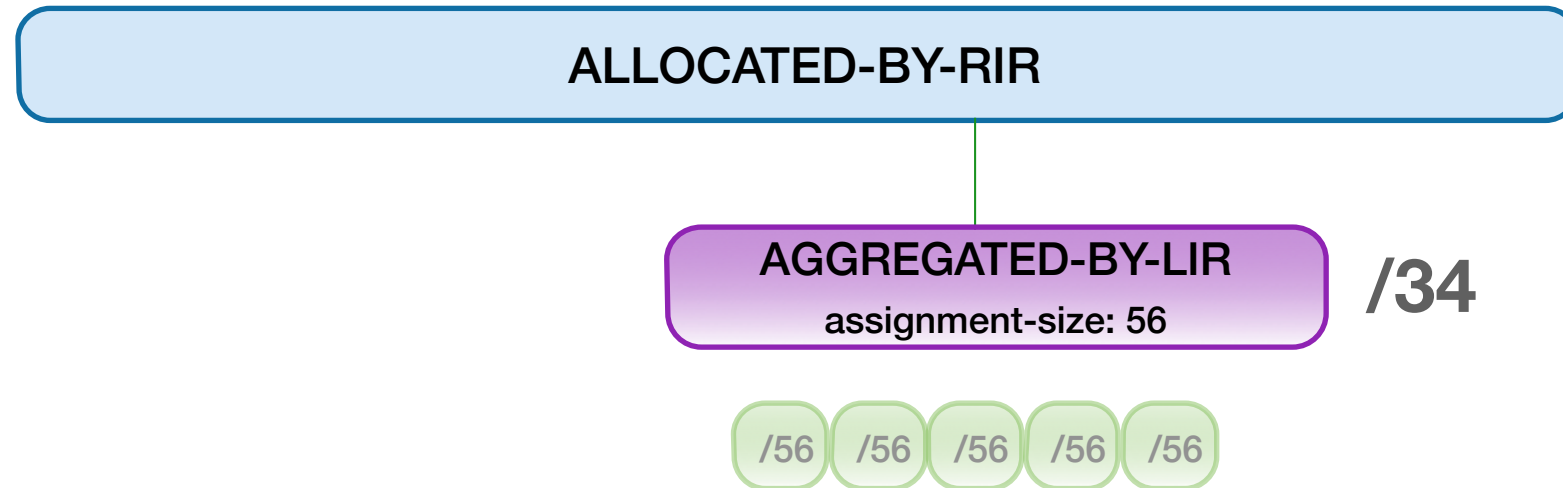 ALLOCATED-BY-RIR
AGGREGATED-BY-LIR
assignment-size: 56
/34
/56 /56 /56 /56 /56